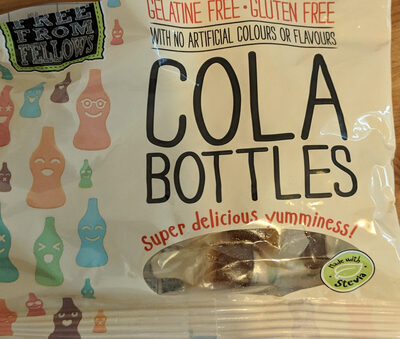 FREE
FROM
FELLOWS
GELATINE FREE • GLUTEN FREE
WITH NO ARTIFICIAL COLOURS OR FLAVOURS
COLA
BOTTLES
super delicious yumminess!
Made with
Stevia